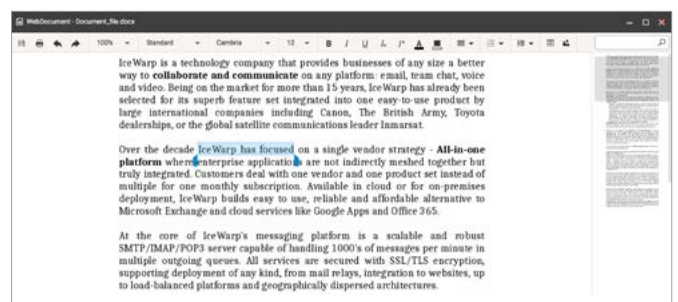 WebDocument - Document_file.docx
100% Standard Cambria 12 B I U
IceWarp is a technology company that provides businesses of any size a better
way to collaborate and communicate on any platform: email, team chat, voice
and video. Being on the market for more than 15 years, IceWarp has already been
selected for its superb feature set integrated into one easy-to-use product by
large international companies including Canon, The British Army, Toyota
dealerships, or the global satellite communications leader Inmarsat.
Over the decade IceWarp has focused on a single vendor strategy - All-in-one
platform where enterprise applications are not indirectly meshed together but
truly integrated. Customers deal with one vendor and one product set instead of
multiple for one monthly subscription. Available in cloud or for on-premises
deployment, IceWarp builds easy to use, reliable and affordable alternative to
Microsoft Exchange and cloud services like Google Apps and Office 365.
At the core of IceWarp's messaging platform is a scalable and robust
SMTP/IMAP/POP3 server capable of handling 1000's of messages per minute in
multiple outgoing queues. All services are secured with SSL/TLS encryption,
supporting deployment of any kind, from mail relays, integration to websites, up
to load-balanced platforms and geographically dispersed architectures.